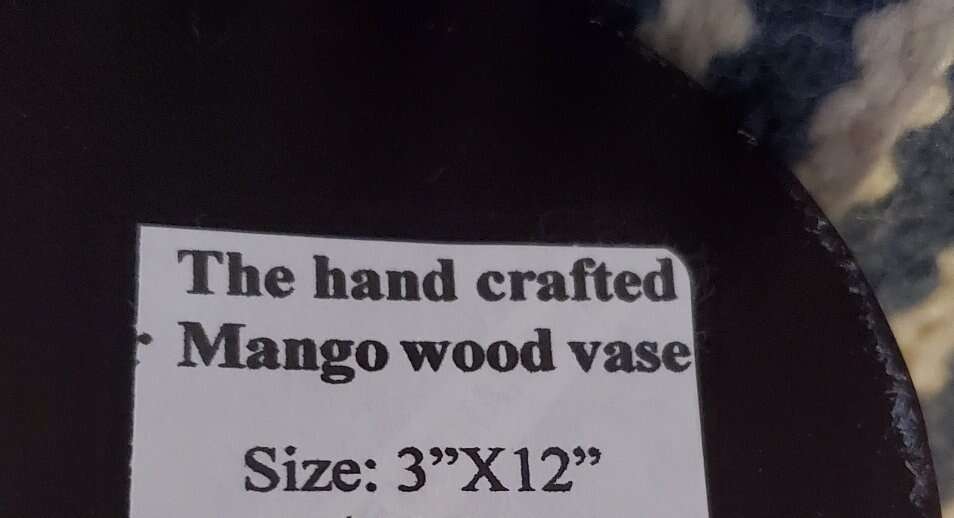 The hand crafted
Mango wood vase
Size: 3”X12”